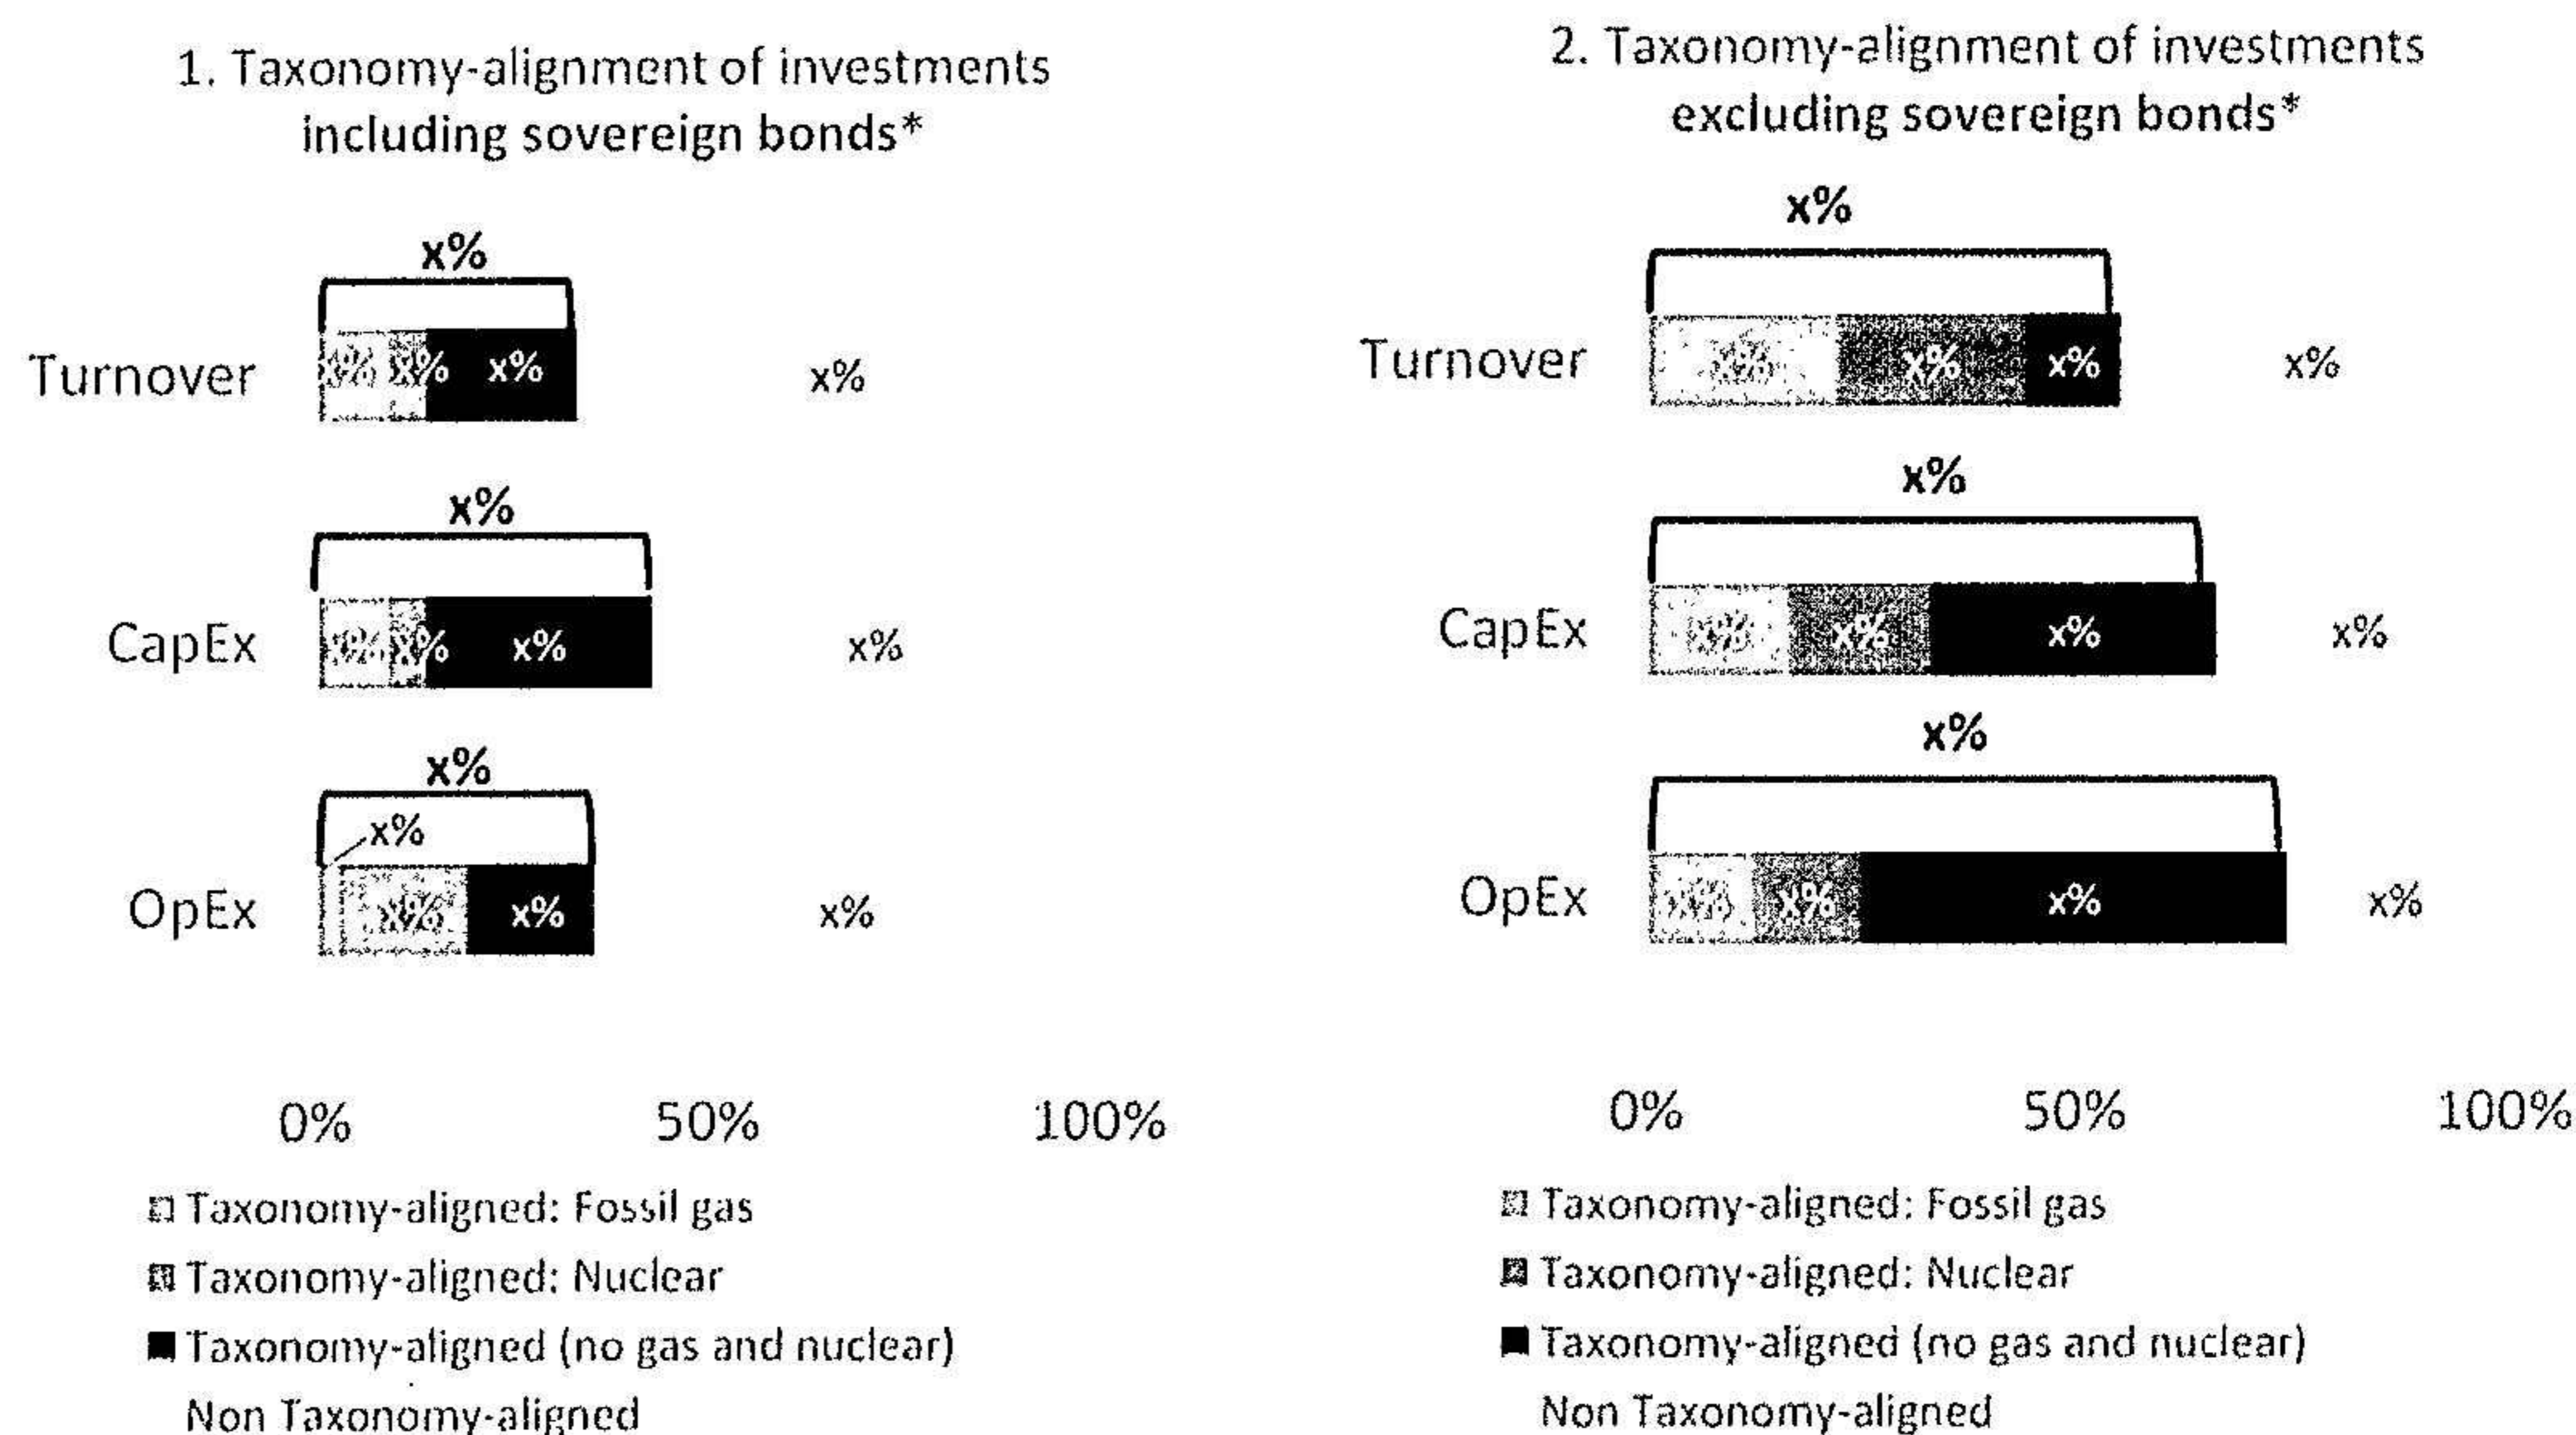 1. Taxonomy-alignment of investments
including sovereign bonds*
x%
Turnover x% x% x% x%
x%
CapEx x% x% x% x%
x%
x%
OpEx x% x% x%
0% 50% 100%
Taxonomy-aligned: Fossil gas
Taxonomy-aligned: Nuclear
Taxonomy-aligned (no gas and nuclear)
Non Taxonomy-aligned
2. Taxonomy-alignment of investments
excluding sovereign bonds*
x%
Turnover x% x% x% x%
x%
CapEx x% x% x% x%
x%
OpEx x% x% x% x%
0% 50% 100%
Taxonomy-aligned: Fossil gas
Taxonomy-aligned: Nuclear
Taxonomy-aligned (no gas and nuclear)
Non Taxonomy-aligned